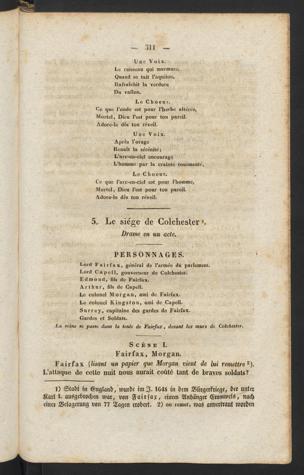 — 311 —
Une Voix.
Le ruisseau qui murmure,
Quand se tait l'aquilon,
Rafraîchit la verdure
Du vallon.
Le Choeur.
Ce que l'onde est pour l'herbe altérée,
Mortel, Dieu l'est pour ton pareil.
Adore-le dès ton réveil.
Une Voix.
Après l'orage
Renaît la sérénité;
L'arc-en-ciel encourage
L'homme par la crainte tourmenté.
Le Choeur.
Ce que l'arc-en-ciel est pour l'homme,
Mortel, Dieu l'est pour ton pareil.
Adore-le dès ton réveil.
5. Le siége de Colchester¹.
Drame en un acte.
PERSONNAGES.
Lord Fairfax, général de l'armée du parlement.
Lord Capell, gouverneur de Colchester.
Edmond, fils de Fairfax.
Arthur, fils de Capell.
Le colonel Morgan, ami de Fairfax.
Le colonel Kingston, ami de Capell.
Surrey, capitaine des gardes de Fairfax.
Gardes et Soldats.
La scène se passe dans la tente de Fairfax, devant les murs de Colchester.
SCÈNE I.
Fairfax, Morgan.
Fairfax (lisant un papier que Morgan vient de lui remettre²).
L'attaque de cette nuit nous aurait coûté tant de braves soldats?
1) Stadt in England, wurde im J. 1648 in dem Bürgerkriege, der unter
Karl I. ausgebrochen war, von Fairfax, einem Anhänger Cromwels, nach
einer Belagerung von 77 Tagen erobert. 2) on remet, was anvertraut worden